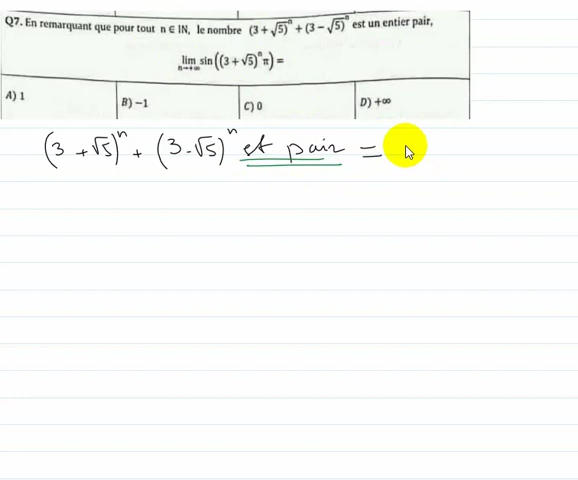 Q7. En remarquant que pour tout n ∈ IN, le nombre (3 + √5)^n + (3 − √5)^n est un entier pair,
lim n→+∞ sin((3 + √5)^n π) =
A) 1
B) −1
C) 0
D) +∞
(3 + √5)^n + (3 - √5)^n et pair =